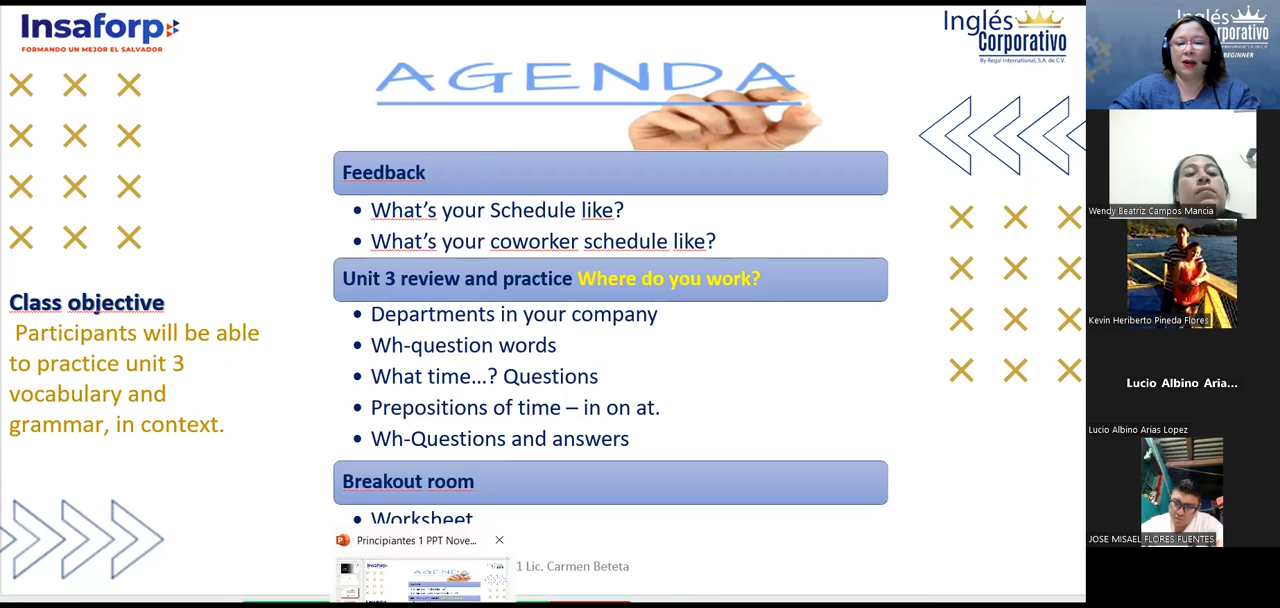 Insaforp
FORMANDO UN MEJOR EL SALVADOR
Inglés
Corporativo
By Regal International, S.A. de C.V.
AGENDA
Feedback
• What's your Schedule like?
• What's your coworker schedule like?
Unit 3 review and practice Where do you work?
• Departments in your company
• Wh-question words
• What time...? Questions
• Prepositions of time – in on at.
• Wh-Questions and answers
Breakout room
• Worksheet
Class objective
Participants will be able
to practice unit 3
vocabulary and
grammar, in context.
Principiantes 1 PPT Nove...
1 Lic. Carmen Beteta
Inglés
Corporativo
BEGINNER
Wendy Beatriz Campos Mancia
Kevin Heriberto Pineda Flores
Lucio Albino Aria...
Lucio Albino Arias Lopez
JOSE MISAEL FLORES FUENTES